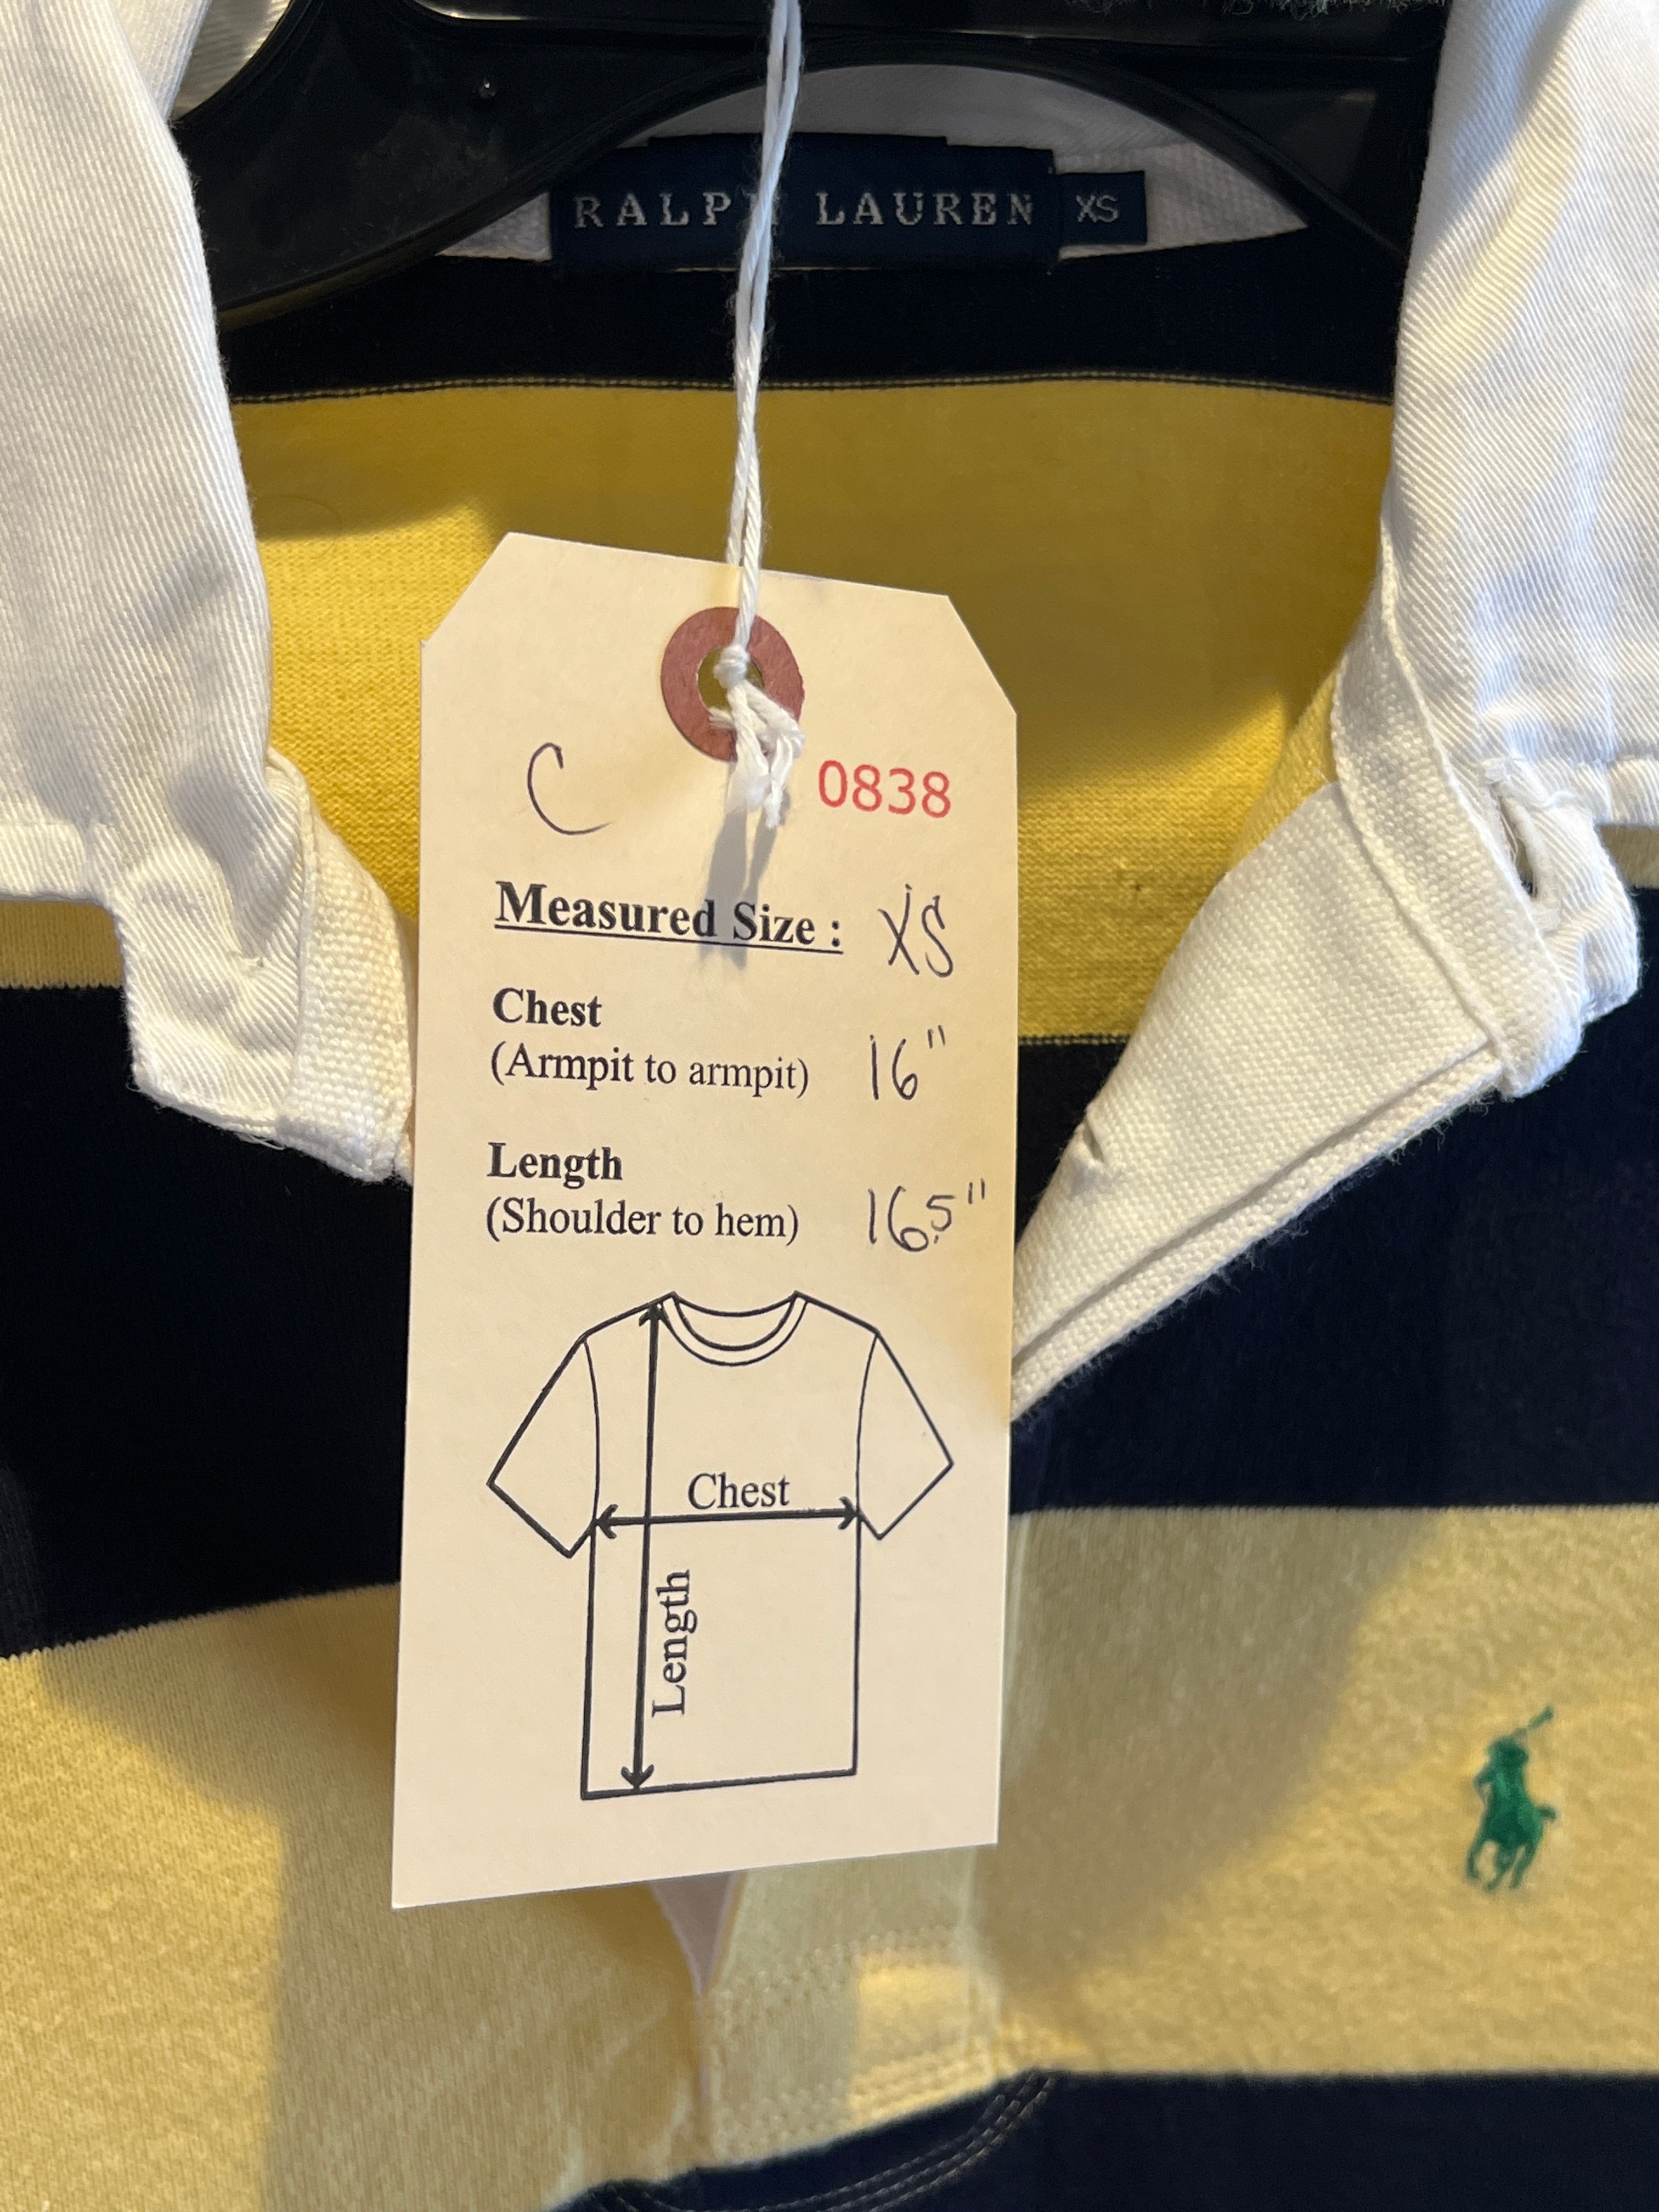 RALPH LAUREN XS
C 0838
Measured Size : XS
Chest
(Armpit to armpit) 16"
Length
(Shoulder to hem) 16.5"
Chest
Length